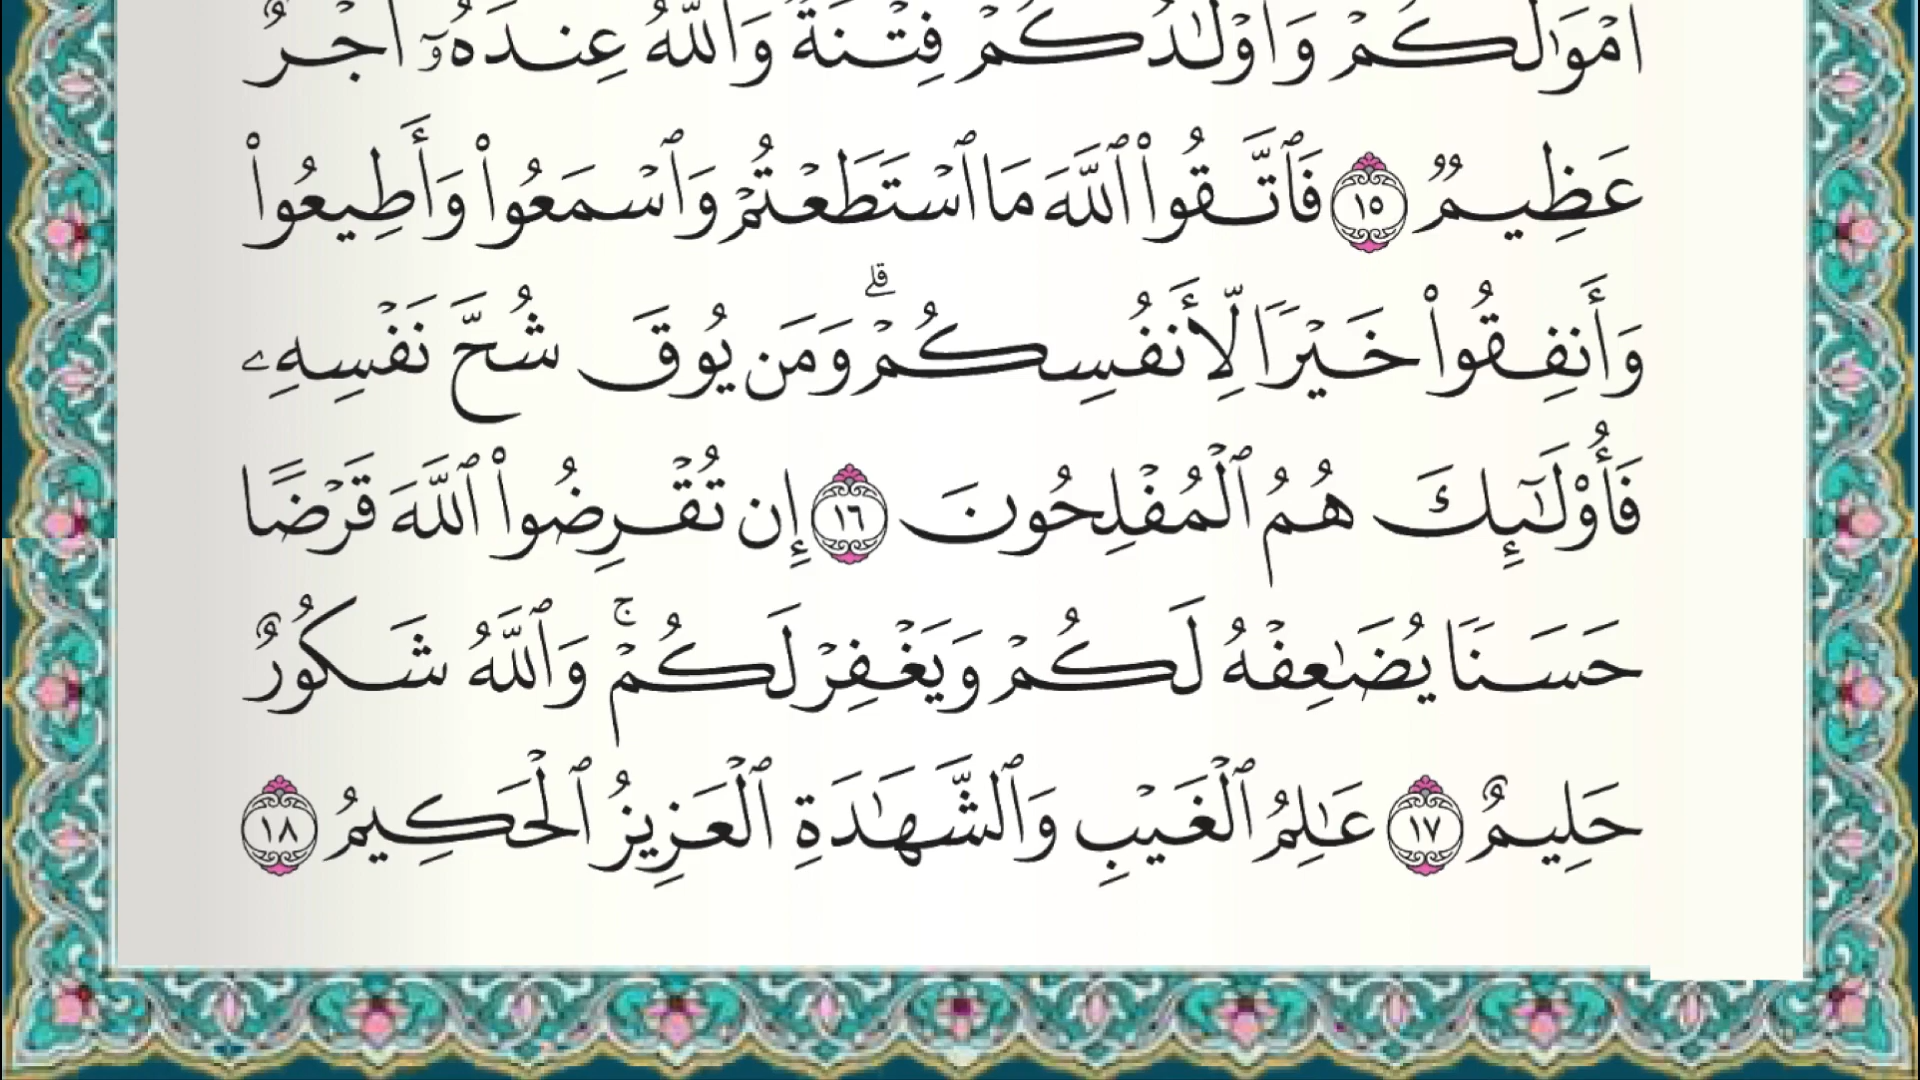 أَمْوَٰلُكُمْ وَأَوْلَـٰدُكُمْ فِتْنَةٌ وَٱللَّهُ عِندَهُۥٓ أَجْرٌ
عَظِيمٌ ١٥ فَٱتَّقُوا۟ ٱللَّهَ مَا ٱسْتَطَعْتُمْ وَٱسْمَعُوا۟ وَأَطِيعُوا۟
وَأَنفِقُوا۟ خَيْرًا لِّأَنفُسِكُمْ ۗ وَمَن يُوقَ شُحَّ نَفْسِهِۦ
فَأُو۟لَـٰٓئِكَ هُمُ ٱلْمُفْلِحُونَ ١٦ إِن تُقْرِضُوا۟ ٱللَّهَ قَرْضًا
حَسَنًا يُضَـٰعِفْهُ لَكُمْ وَيَغْفِرْ لَكُمْ ۚ وَٱللَّهُ شَكُورٌ
حَلِيمٌ ١٧ عَـٰلِمُ ٱلْغَيْبِ وَٱلشَّهَـٰدَةِ ٱلْعَزِيزُ ٱلْحَكِيمُ ١٨